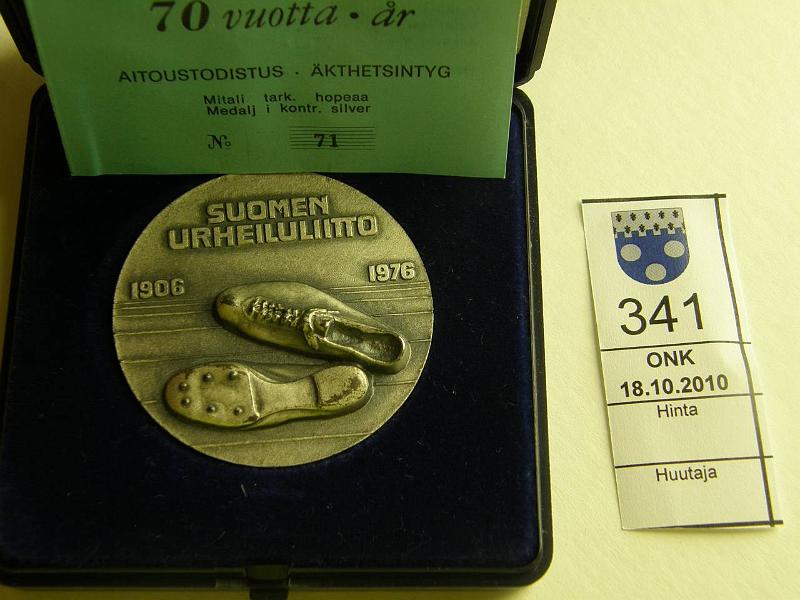 70 vuotta · år
AITOUSTODISTUS · ÄKTHETSINTYG
Mitali tark. hopeaa
Medalj i kontr. silver
No 71
SUOMEN
URHEILULIITTO
1906 1976
341
ONK
18.10.2010
Hinta
Huutaja